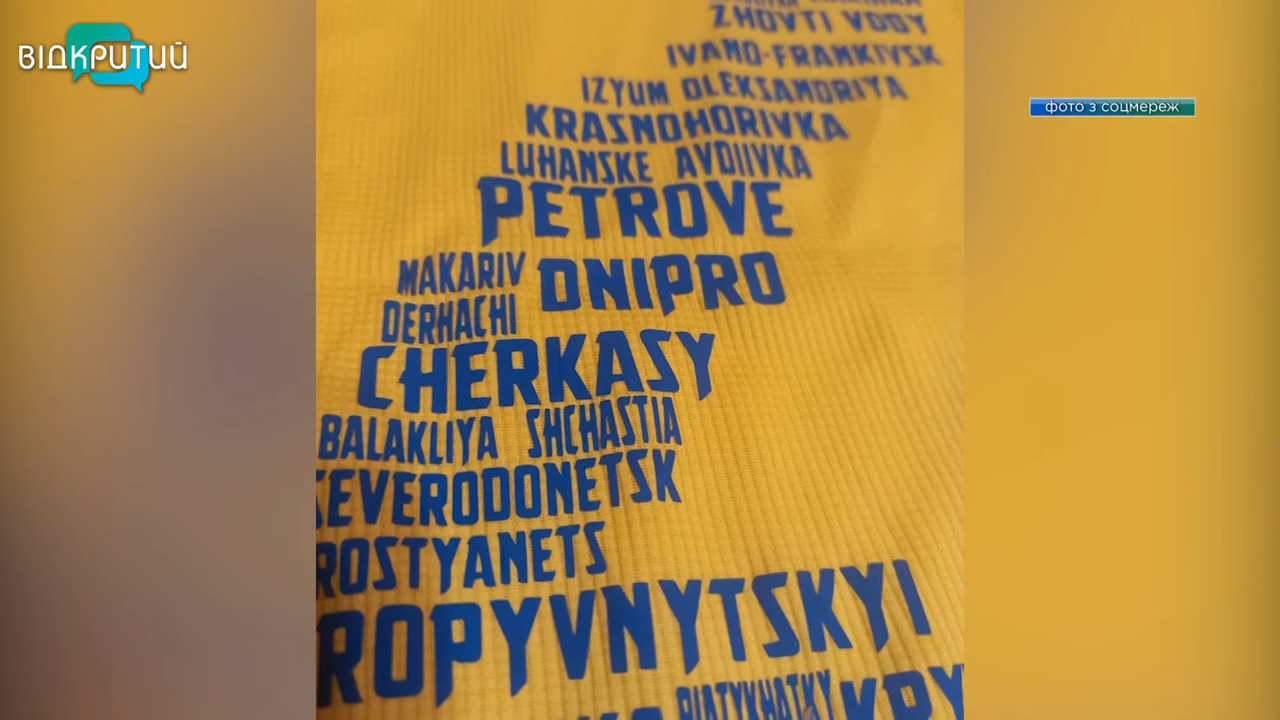 ВІДКРИТИЙ
фото з соцмереж
ZHOVTI VODY
IVANO-FRANKIVSK
IZYUM OLEKSANDRIYA
KRASNOHORIVKA
LUHANSKE AVDIIVKA
PETROVE
MAKARIV DNIPRO
DERHACHI
CHERKASY
BALAKLIYA SHCHASTIA
SEVERODONETSK
ROSTYANETS
ROPYVNYTSKYI
PIATYKHATKY KRY